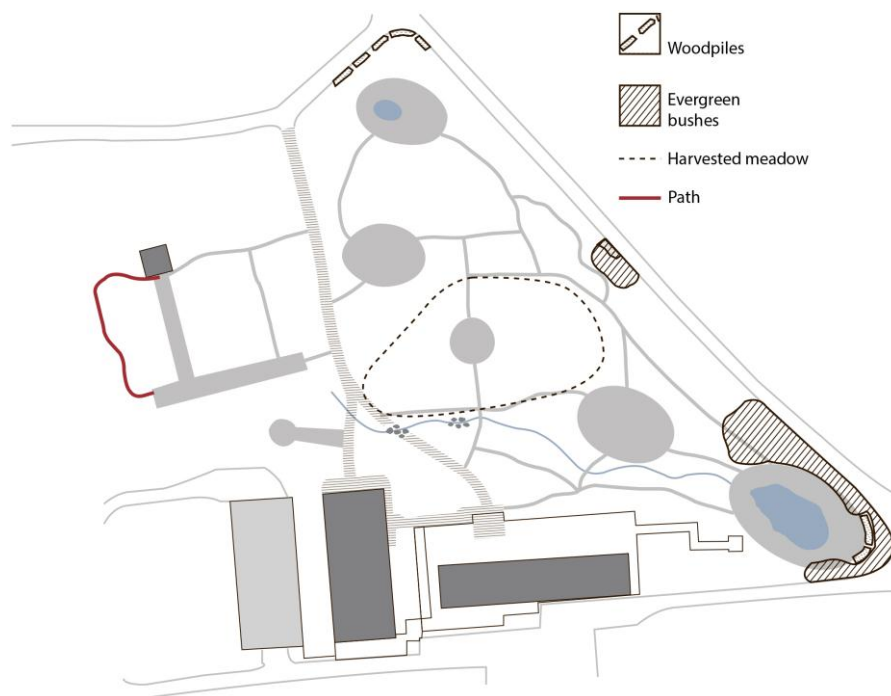 Woodpiles
Evergreen
bushes
Harvested meadow
Path